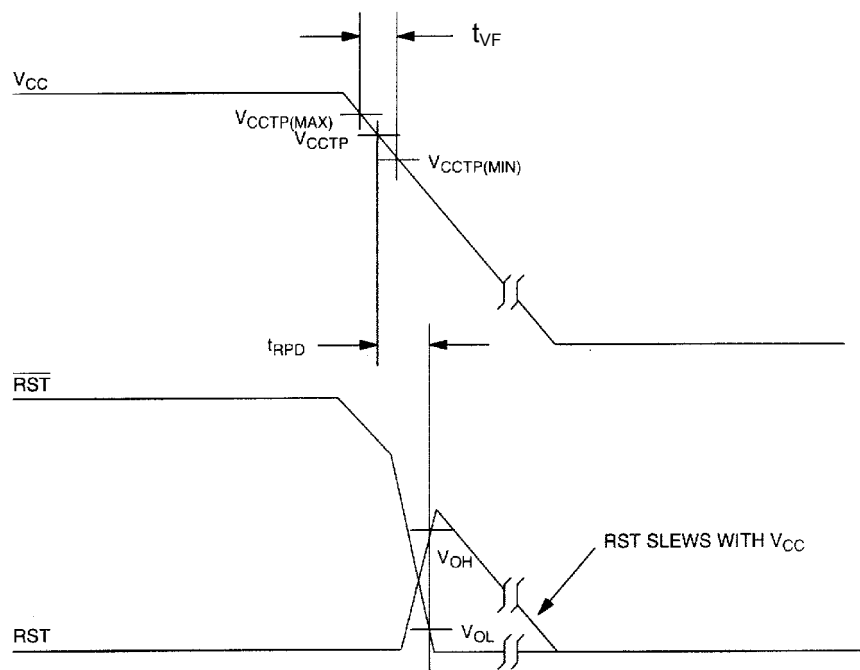 tVF
VCC
VCCTP(MAX)
VCCTP
VCCTP(MIN)
tRPD
RST
RST SLEWS WITH VCC
VOH
VOL
RST